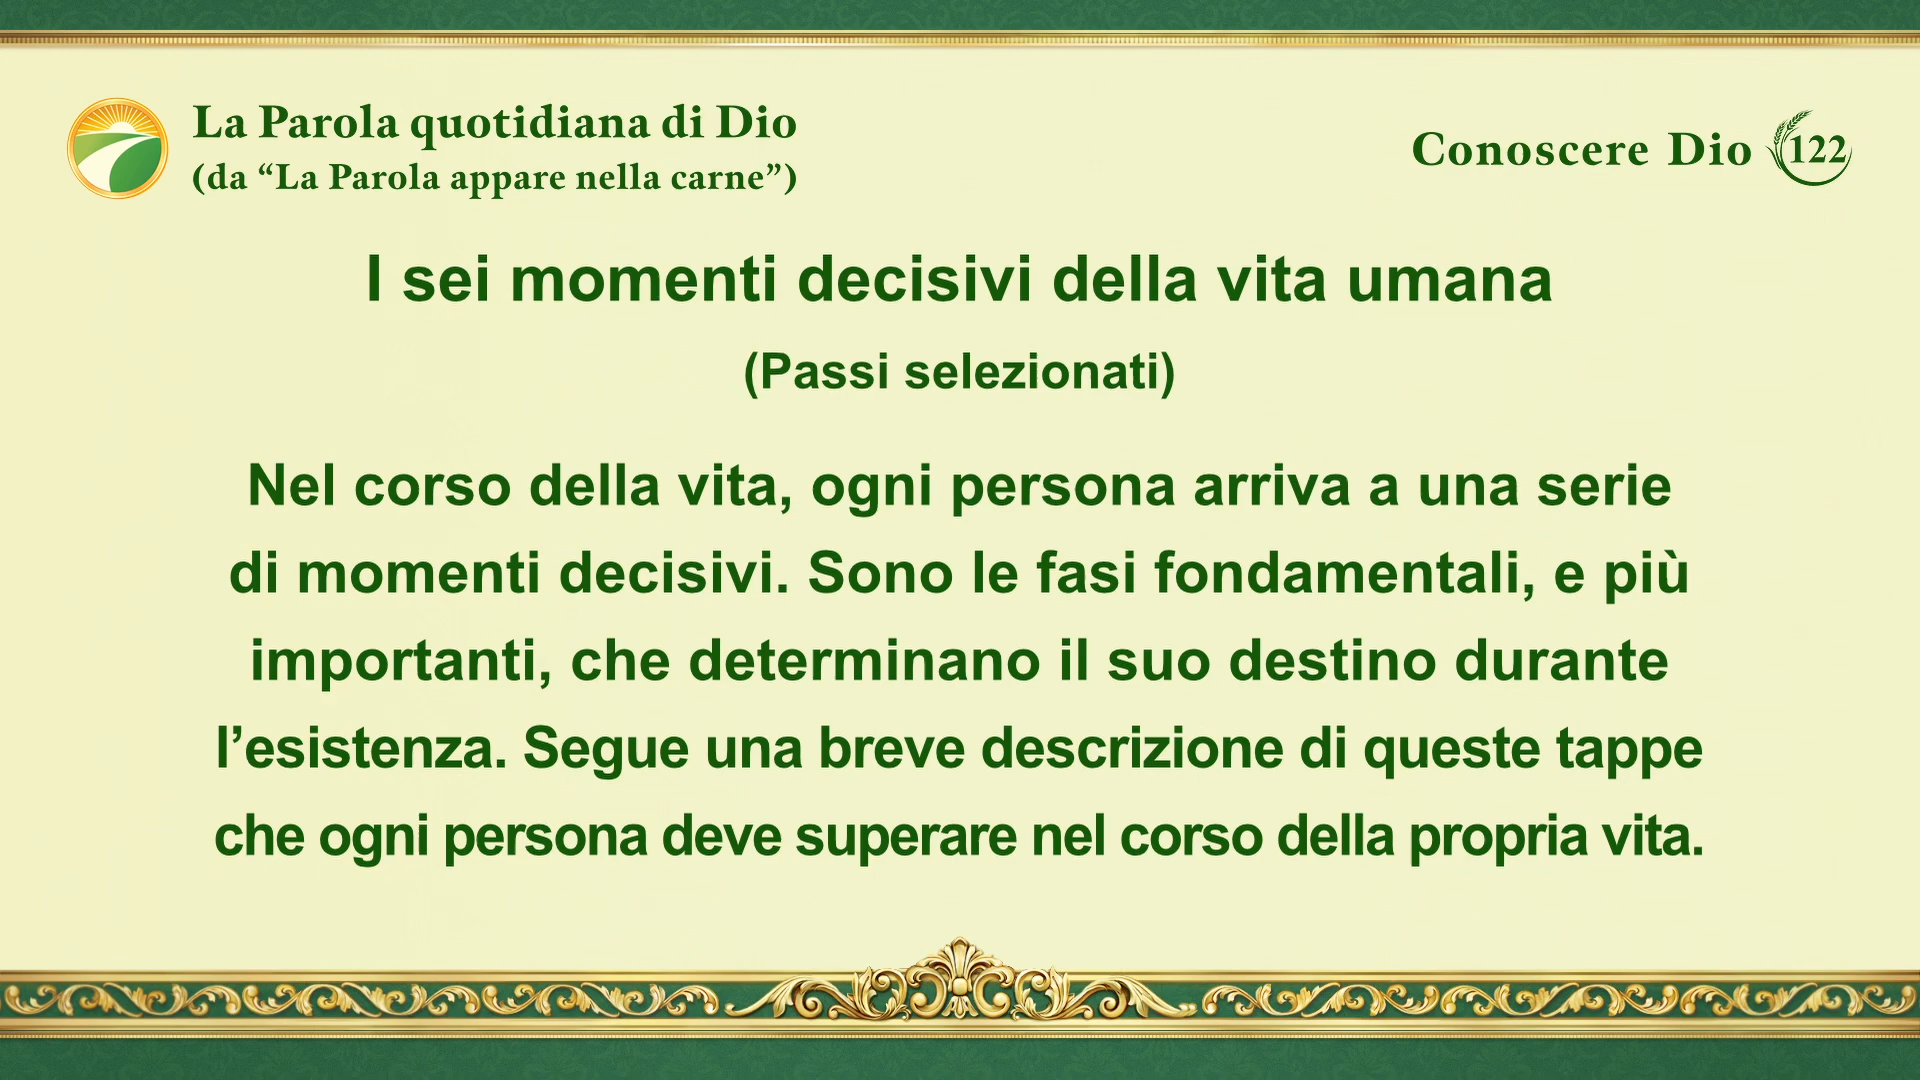 La Parola quotidiana di Dio
(da “La Parola appare nella carne”)
Conoscere Dio 122
I sei momenti decisivi della vita umana
(Passi selezionati)
Nel corso della vita, ogni persona arriva a una serie
di momenti decisivi. Sono le fasi fondamentali, e più
importanti, che determinano il suo destino durante
l’esistenza. Segue una breve descrizione di queste tappe
che ogni persona deve superare nel corso della propria vita.